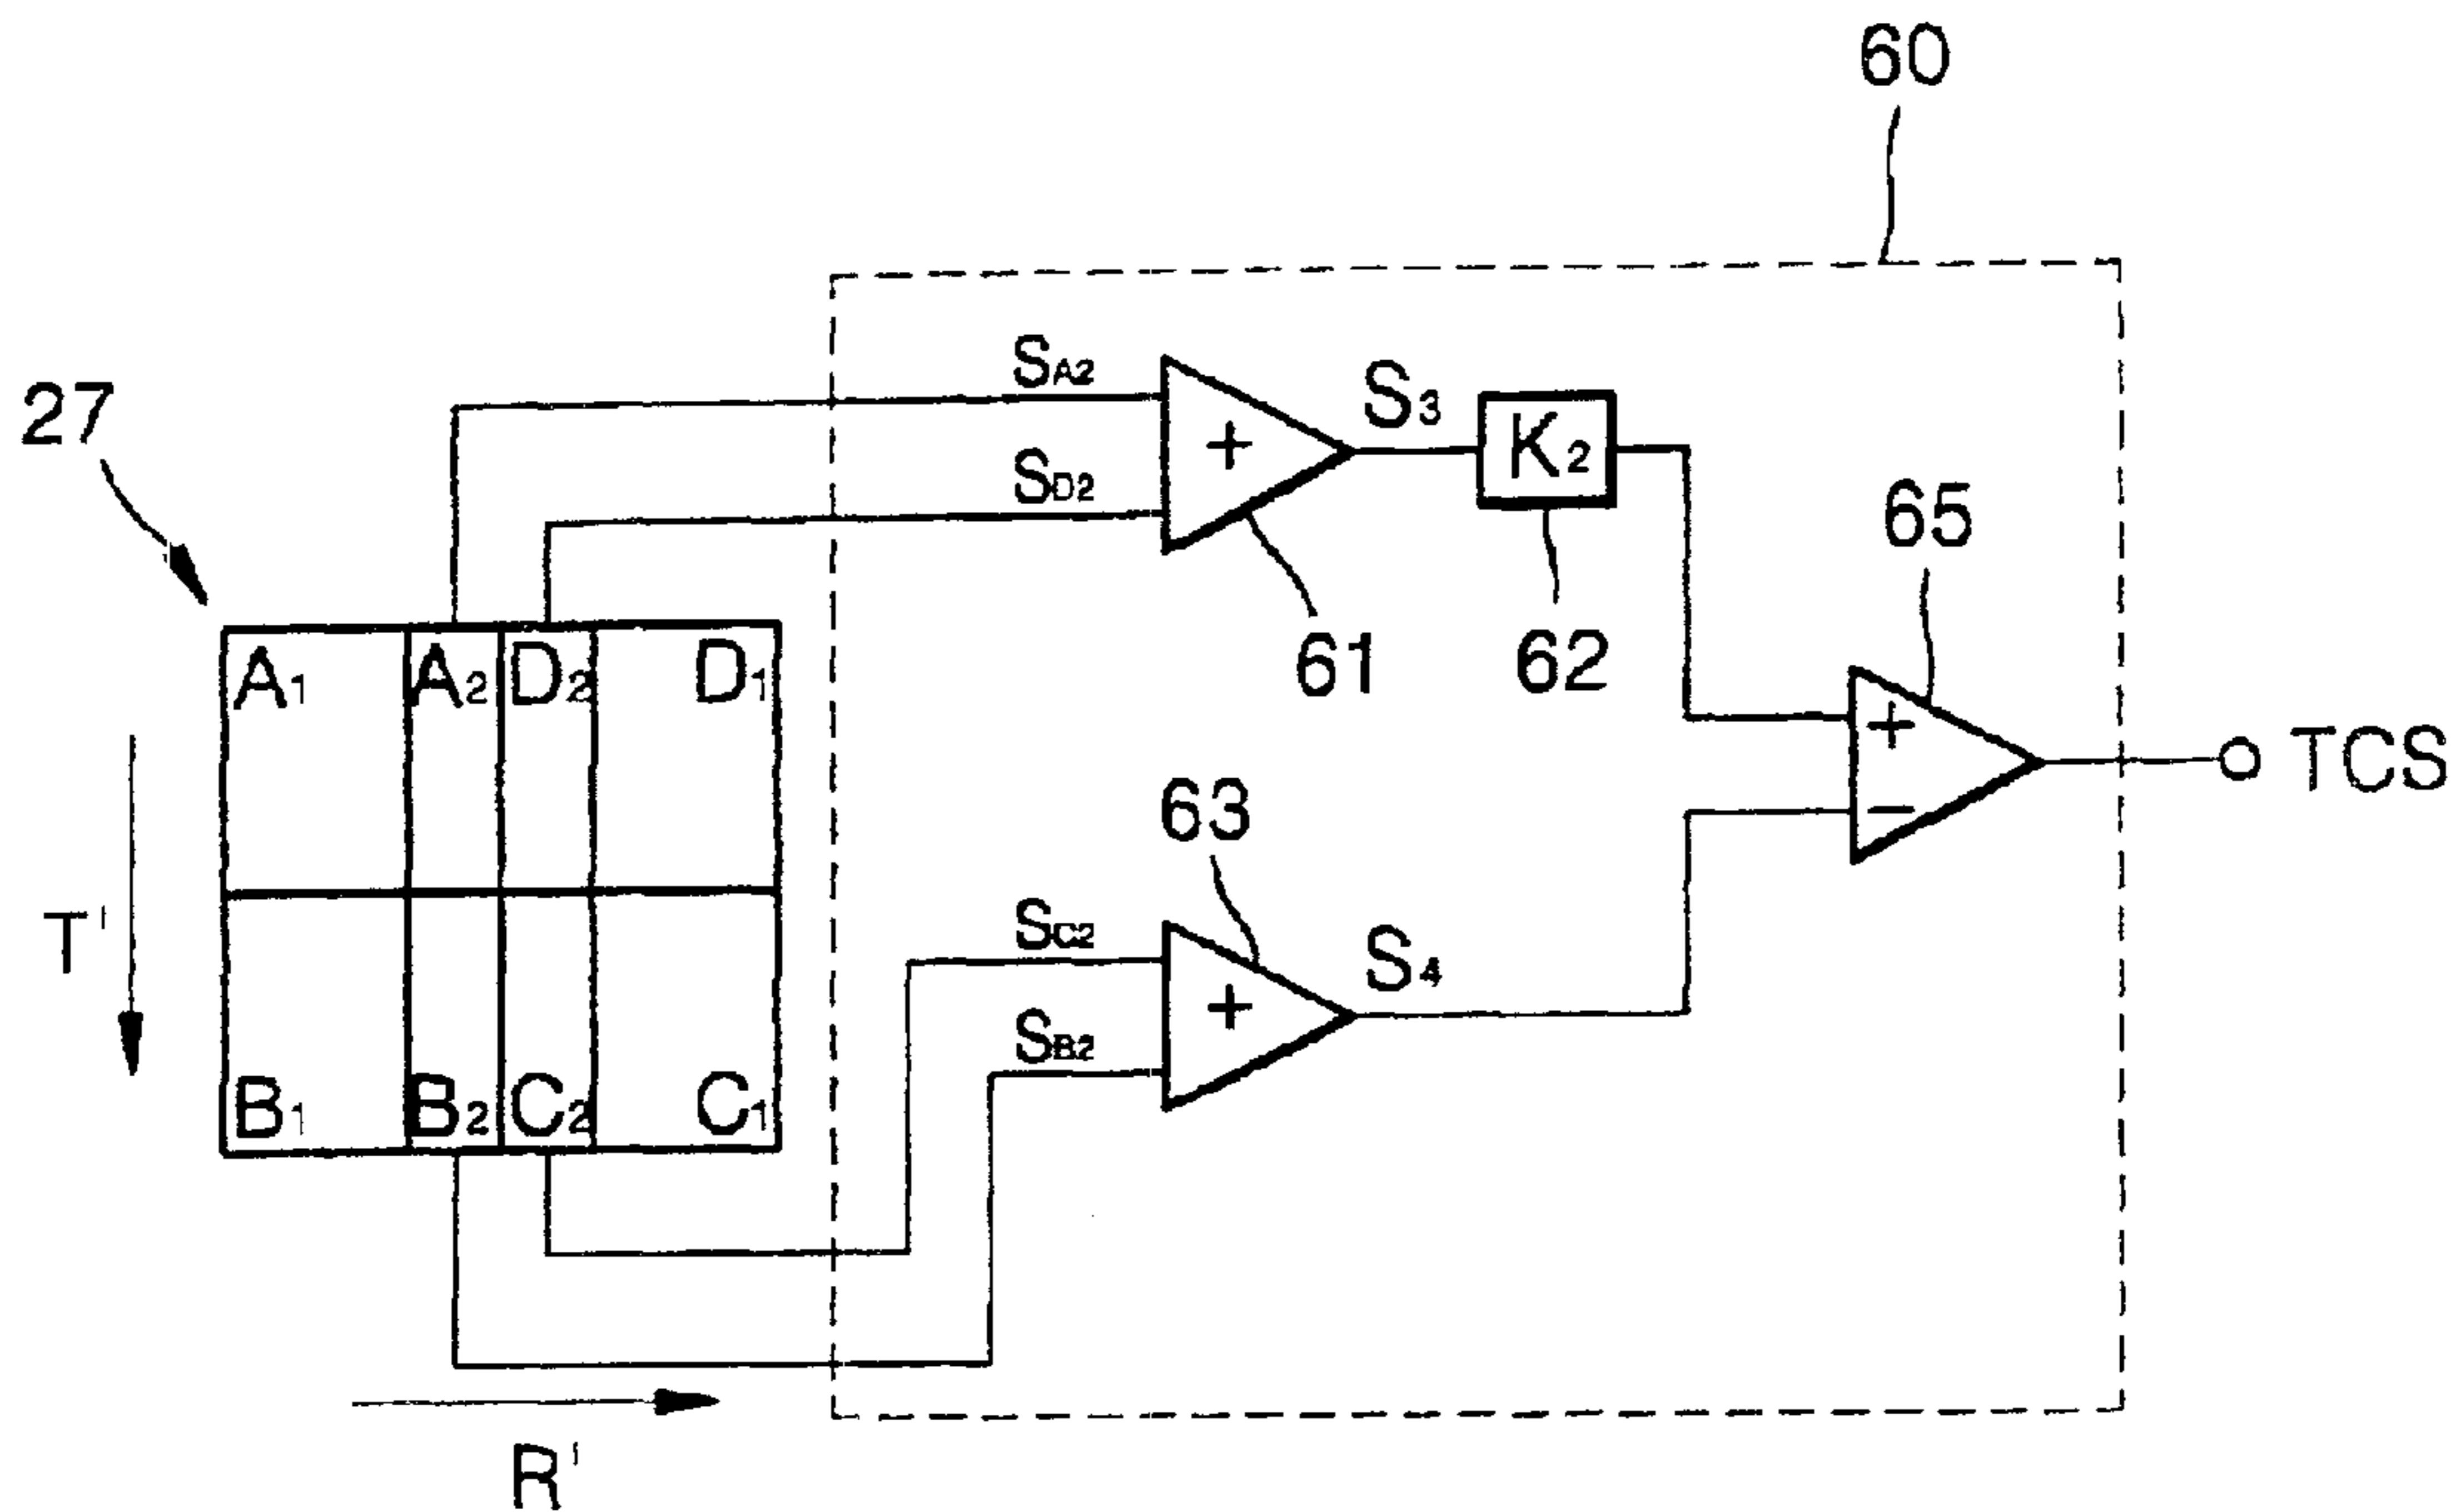 60
27
SA2
S3
K2
SD2
65
61
62
A1 A2 D2 D1
+
+
−
TCS
63
T'
SC2
S4
+
SB2
B1 B2 C2 C1
R'